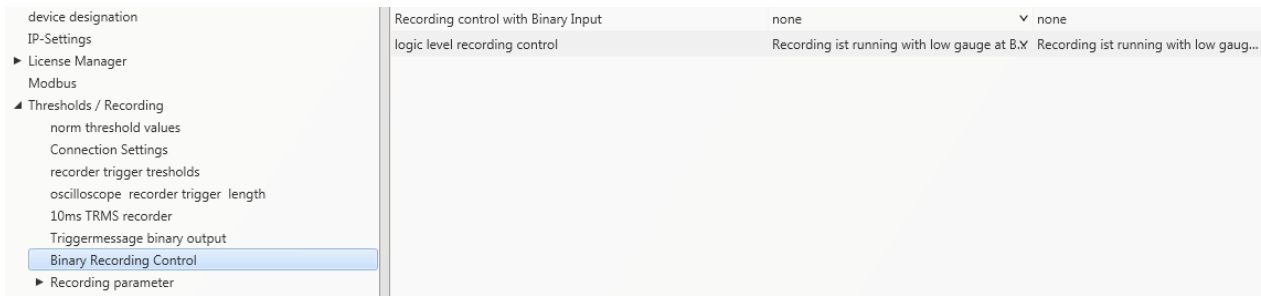 device designation
IP-Settings
License Manager
Modbus
Thresholds / Recording
norm threshold values
Connection Settings
recorder trigger tresholds
oscilloscope recorder trigger length
10ms TRMS recorder
Triggermessage binary output
Binary Recording Control
Recording parameter
Recording control with Binary Input none none
logic level recording control Recording ist running with low gauge at B. Recording ist running with low gaug...